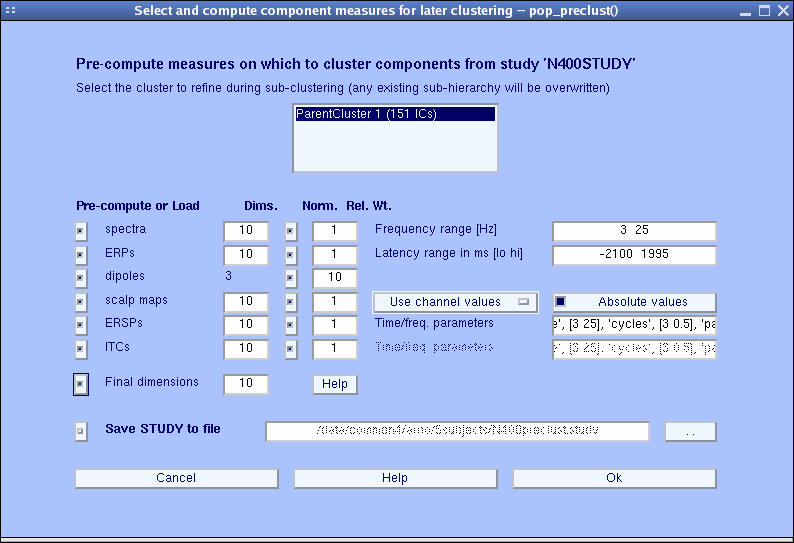 Select and compute component measures for later clustering -- pop_preclust()
Pre-compute measures on which to cluster components from study 'N400STUDY'
Select the cluster to refine during sub-clustering (any existing sub-hierarchy will be overwritten)
ParentCluster 1 (151 ICs)
Pre-compute or Load Dims. Norm. Rel. Wt.
spectra 10 1 Frequency range [Hz] 3 25
ERPs 10 1 Latency range in ms [lo hi] -2100 1995
dipoles 3 10
scalp maps 10 1 Use channel values Absolute values
ERSPs 10 1 Time/freq. parameters e', [3 25], 'cycles', [3 0.5], 'pa
ITCs 10 1 Time/freq. parameters e', [3 25], 'cycles', [3 0.5], 'pa
Final dimensions 10 Help
Save STUDY to file /data/common4/arno/5subjects/N400preclust.study ..
Cancel Help Ok